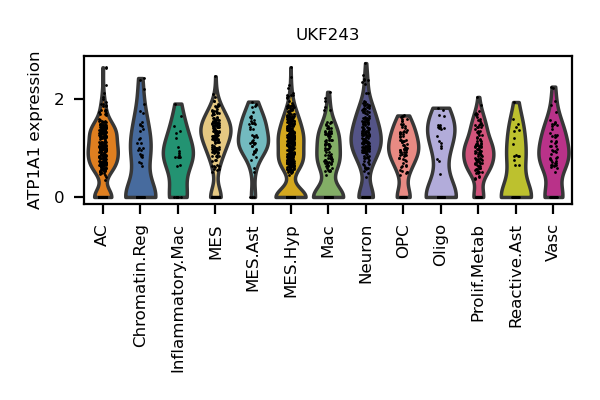 UKF243
ATP1A1 expression
2
0
AC
Chromatin.Reg
Inflammatory.Mac
MES
MES.Ast
MES.Hyp
Mac
Neuron
OPC
Oligo
Prolif.Metab
Reactive.Ast
Vasc